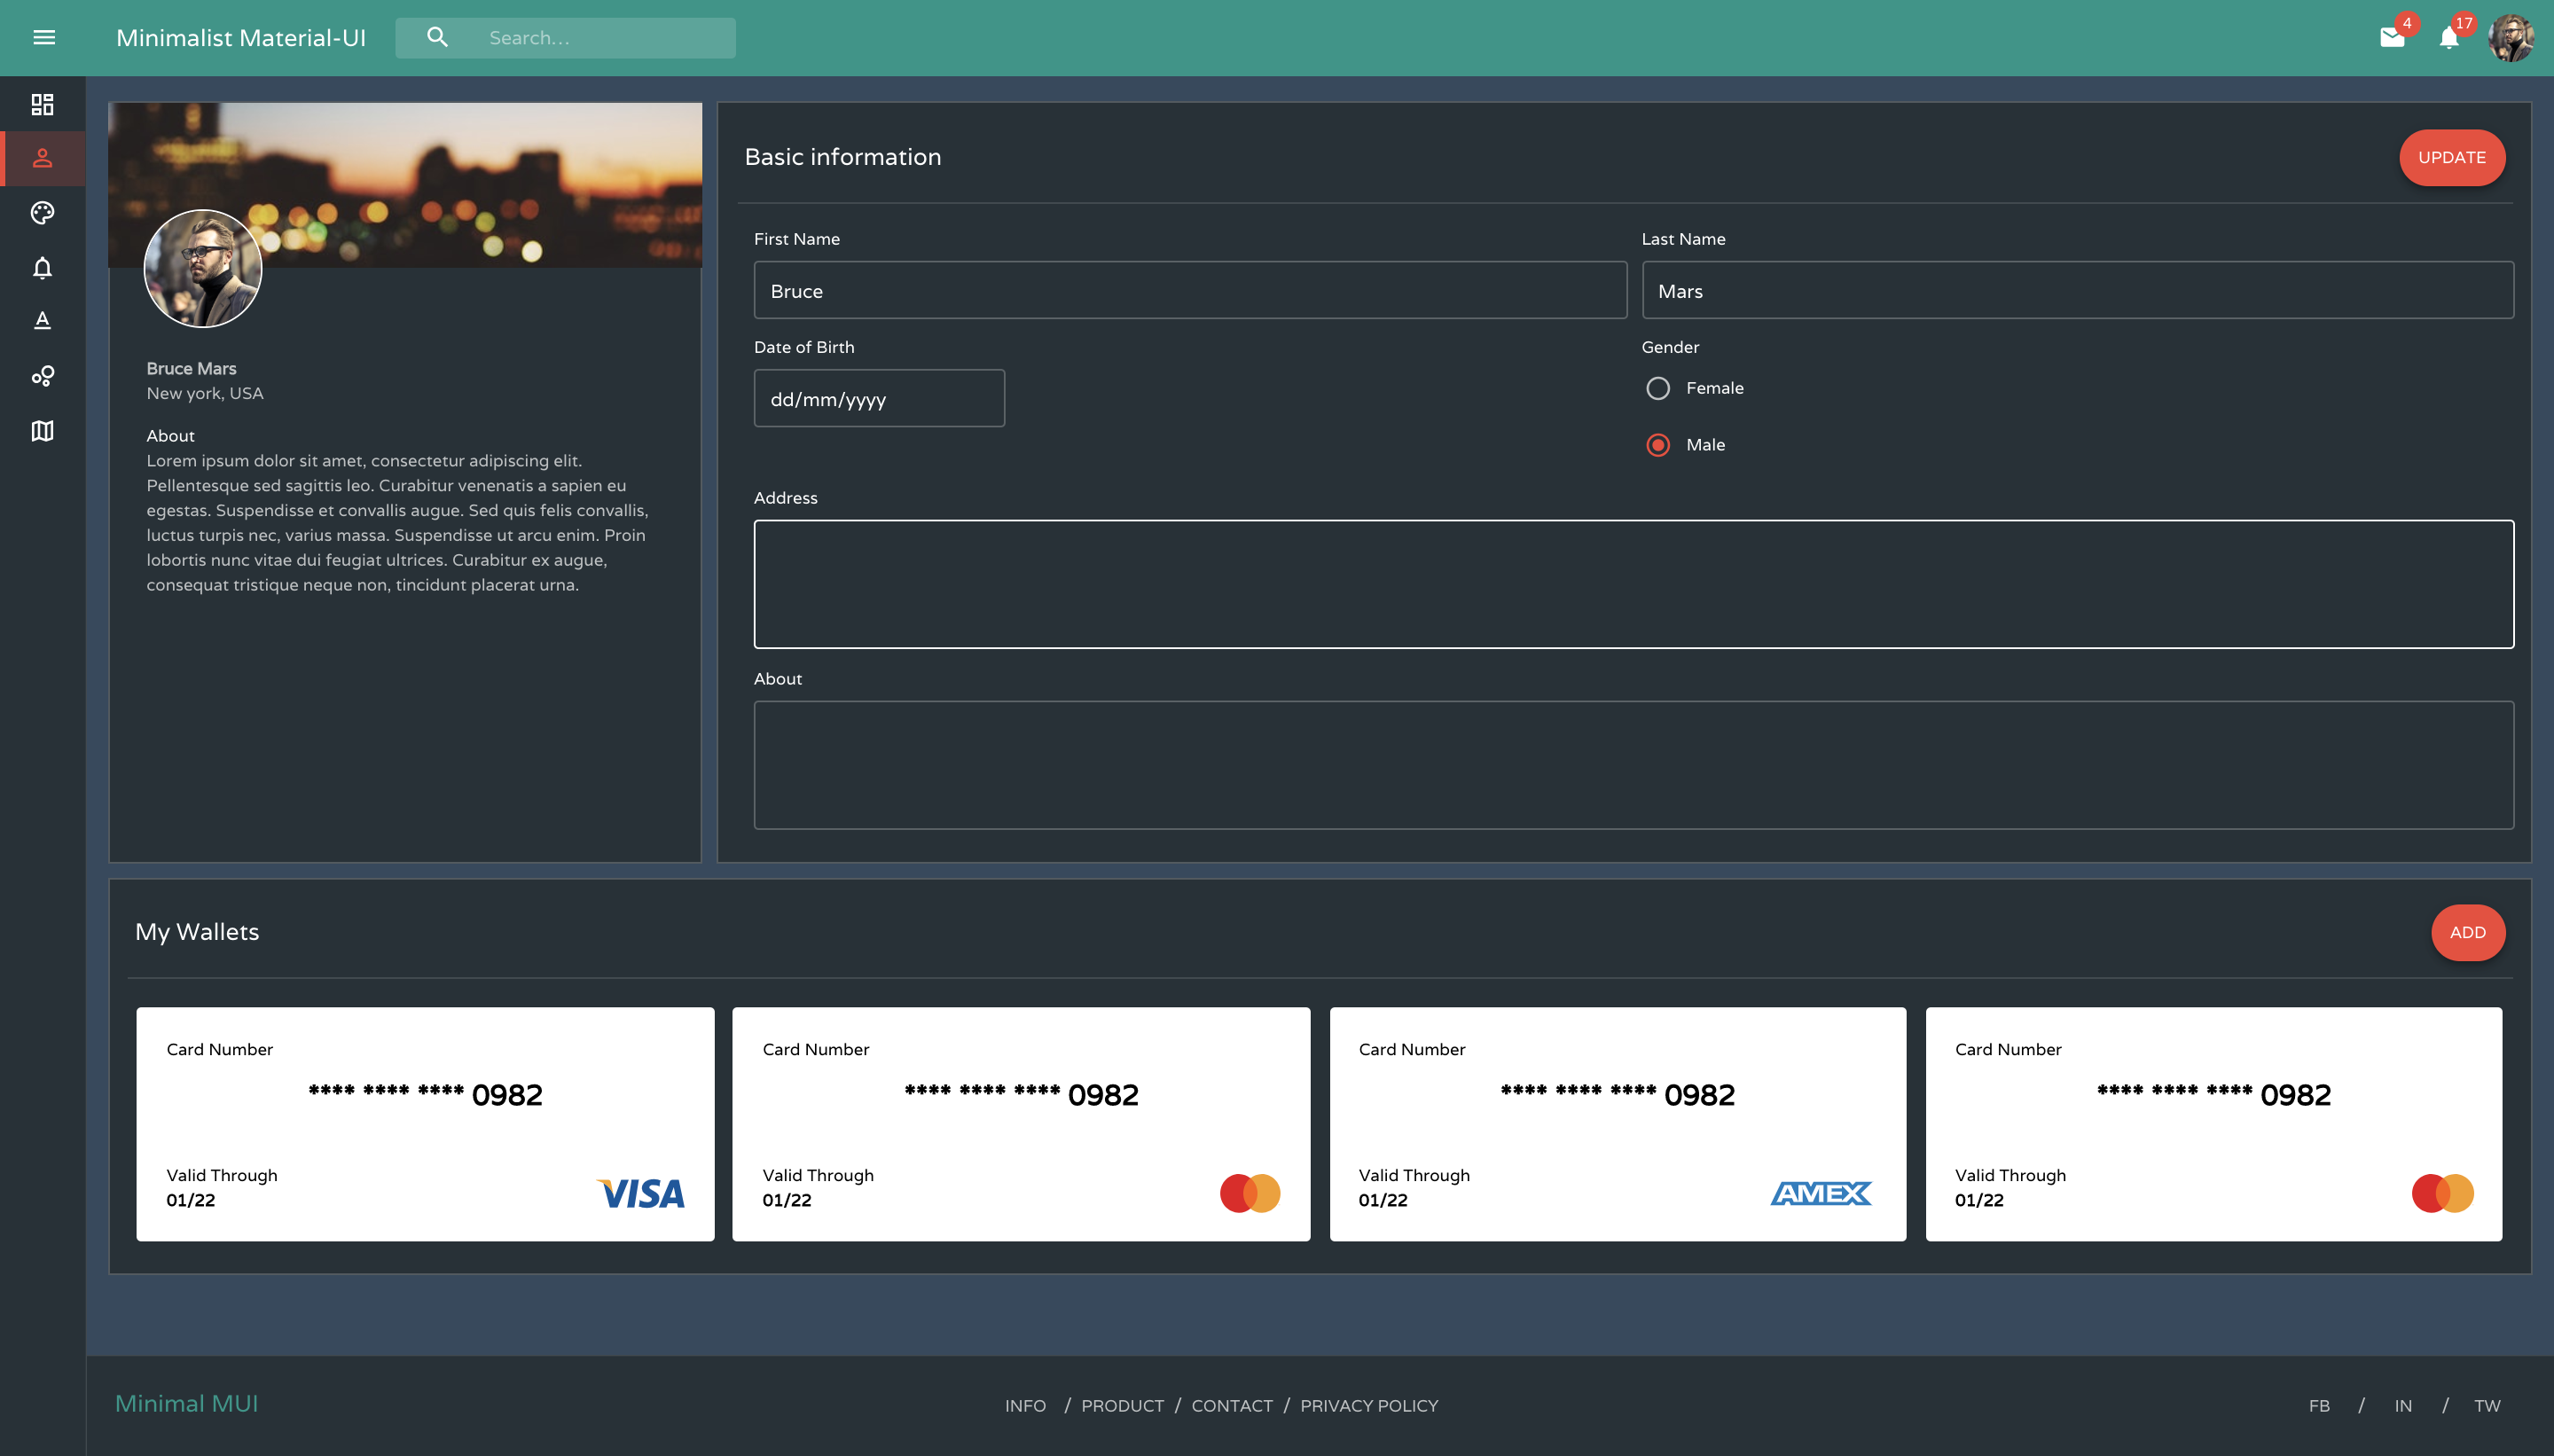 Minimalist Material-UI
Search...
4
17
Bruce Mars
New york, USA
About
Lorem ipsum dolor sit amet, consectetur adipiscing elit.
Pellentesque sed sagittis leo. Curabitur venenatis a sapien eu
egestas. Suspendisse et convallis augue. Sed quis felis convallis,
luctus turpis nec, varius massa. Suspendisse ut arcu enim. Proin
lobortis nunc vitae dui feugiat ultrices. Curabitur ex augue,
consequat tristique neque non, tincidunt placerat urna.
Basic information
UPDATE
First Name
Last Name
Bruce
Mars
Date of Birth
Gender
dd/mm/yyyy
Female
Male
Address
About
My Wallets
ADD
Card Number
**** **** **** 0982
Valid Through
01/22
VISA
Card Number
**** **** **** 0982
Valid Through
01/22
Card Number
**** **** **** 0982
Valid Through
01/22
AMEX
Card Number
**** **** **** 0982
Valid Through
01/22
Minimal MUI
INFO / PRODUCT / CONTACT / PRIVACY POLICY
FB / IN / TW